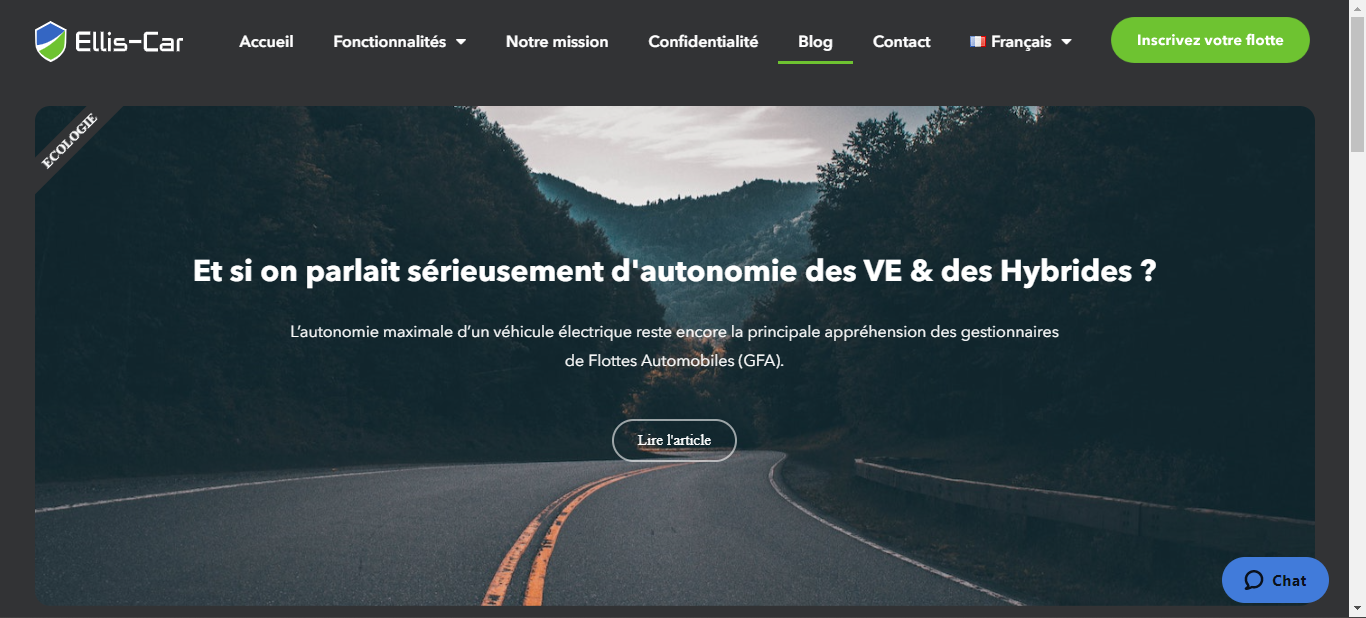 Ellis-Car
Accueil
Fonctionnalités
Notre mission
Confidentialité
Blog
Contact
Français
Inscrivez votre flotte
ECOLOGIE
Et si on parlait sérieusement d'autonomie des VE & des Hybrides ?
L’autonomie maximale d’un véhicule électrique reste encore la principale appréhension des gestionnaires
de Flottes Automobiles (GFA).
Lire l'article
Chat